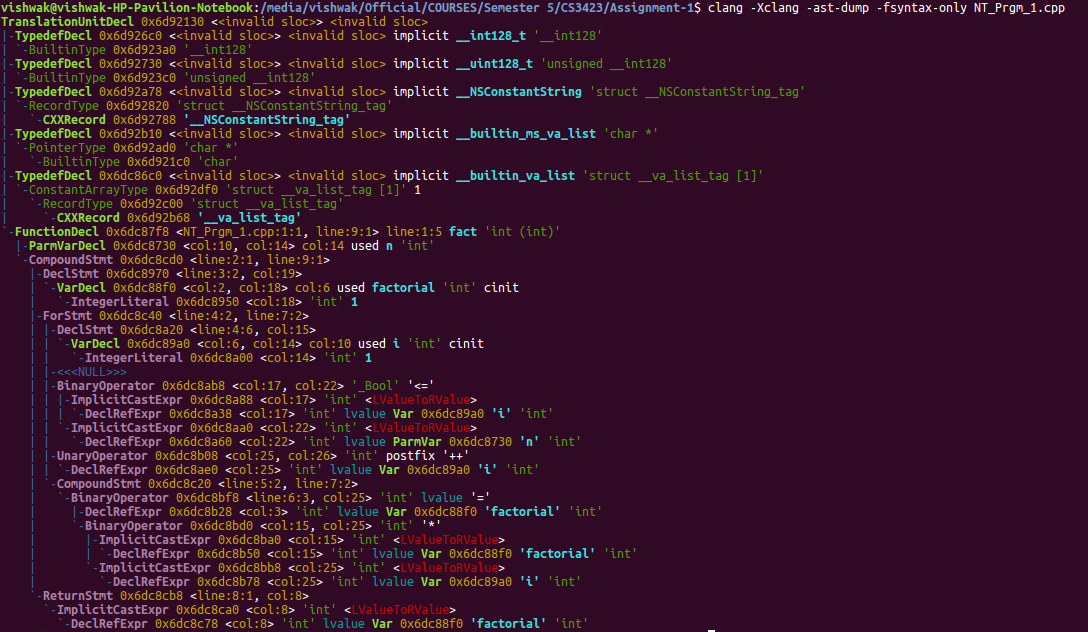 vishwak@vishwak-HP-Pavilion-Notebook:/media/vishwak/Official/COURSES/Semester 5/CS3423/Assignment-1$ clang -Xclang -ast-dump -fsyntax-only NT_Prgm_1.cpp
TranslationUnitDecl 0x6d92130 <<invalid sloc>> <invalid sloc>
|-TypedefDecl 0x6d926c0 <<invalid sloc>> <invalid sloc> implicit __int128_t '__int128'
| `-BuiltinType 0x6d923a0 '__int128'
|-TypedefDecl 0x6d92730 <<invalid sloc>> <invalid sloc> implicit __uint128_t 'unsigned __int128'
| `-BuiltinType 0x6d923c0 'unsigned __int128'
|-TypedefDecl 0x6d92a78 <<invalid sloc>> <invalid sloc> implicit __NSConstantString 'struct __NSConstantString_tag'
| `-RecordType 0x6d92820 'struct __NSConstantString_tag'
|   `-CXXRecord 0x6d92788 '__NSConstantString_tag'
|-TypedefDecl 0x6d92b10 <<invalid sloc>> <invalid sloc> implicit __builtin_ms_va_list 'char *'
| `-PointerType 0x6d92ad0 'char *'
|   `-BuiltinType 0x6d921c0 'char'
|-TypedefDecl 0x6dc86c0 <<invalid sloc>> <invalid sloc> implicit __builtin_va_list 'struct __va_list_tag [1]'
| `-ConstantArrayType 0x6d92df0 'struct __va_list_tag [1]' 1
|   `-RecordType 0x6d92c00 'struct __va_list_tag'
|     `-CXXRecord 0x6d92b68 '__va_list_tag'
`-FunctionDecl 0x6dc87f8 <NT_Prgm_1.cpp:1:1, line:9:1> line:1:5 fact 'int (int)'
  |-ParmVarDecl 0x6dc8730 <col:10, col:14> col:14 used n 'int'
  `-CompoundStmt 0x6dc8cd0 <line:2:1, line:9:1>
    |-DeclStmt 0x6dc8970 <line:3:2, col:19>
    | `-VarDecl 0x6dc88f0 <col:2, col:18> col:6 used factorial 'int' cinit
    |   `-IntegerLiteral 0x6dc8950 <col:18> 'int' 1
    |-ForStmt 0x6dc8c40 <line:4:2, line:7:2>
    | |-DeclStmt 0x6dc8a20 <line:4:6, col:15>
    | | `-VarDecl 0x6dc89a0 <col:6, col:14> col:10 used i 'int' cinit
    | |   `-IntegerLiteral 0x6dc8a00 <col:14> 'int' 1
    | |-<<<NULL>>>
    | |-BinaryOperator 0x6dc8ab8 <col:17, col:22> '_Bool' '<='
    | | |-ImplicitCastExpr 0x6dc8a88 <col:17> 'int' <LValueToRValue>
    | | | `-DeclRefExpr 0x6dc8a38 <col:17> 'int' lvalue Var 0x6dc89a0 'i' 'int'
    | | `-ImplicitCastExpr 0x6dc8aa0 <col:22> 'int' <LValueToRValue>
    | |   `-DeclRefExpr 0x6dc8a60 <col:22> 'int' lvalue ParmVar 0x6dc8730 'n' 'int'
    | |-UnaryOperator 0x6dc8b08 <col:25, col:26> 'int' postfix '++'
    | | `-DeclRefExpr 0x6dc8ae0 <col:25> 'int' lvalue Var 0x6dc89a0 'i' 'int'
    | `-CompoundStmt 0x6dc8c20 <line:5:2, line:7:2>
    |   `-BinaryOperator 0x6dc8bf8 <line:6:3, col:25> 'int' lvalue '='
    |     |-DeclRefExpr 0x6dc8b28 <col:3> 'int' lvalue Var 0x6dc88f0 'factorial' 'int'
    |     `-BinaryOperator 0x6dc8bd0 <col:15, col:25> 'int' '*'
    |       |-ImplicitCastExpr 0x6dc8ba0 <col:15> 'int' <LValueToRValue>
    |       | `-DeclRefExpr 0x6dc8b50 <col:15> 'int' lvalue Var 0x6dc88f0 'factorial' 'int'
    |       `-ImplicitCastExpr 0x6dc8bb8 <col:25> 'int' <LValueToRValue>
    |         `-DeclRefExpr 0x6dc8b78 <col:25> 'int' lvalue Var 0x6dc89a0 'i' 'int'
    `-ReturnStmt 0x6dc8cb8 <line:8:1, col:8>
      `-ImplicitCastExpr 0x6dc8ca0 <col:8> 'int' <LValueToRValue>
        `-DeclRefExpr 0x6dc8c78 <col:8> 'int' lvalue Var 0x6dc88f0 'factorial' 'int'